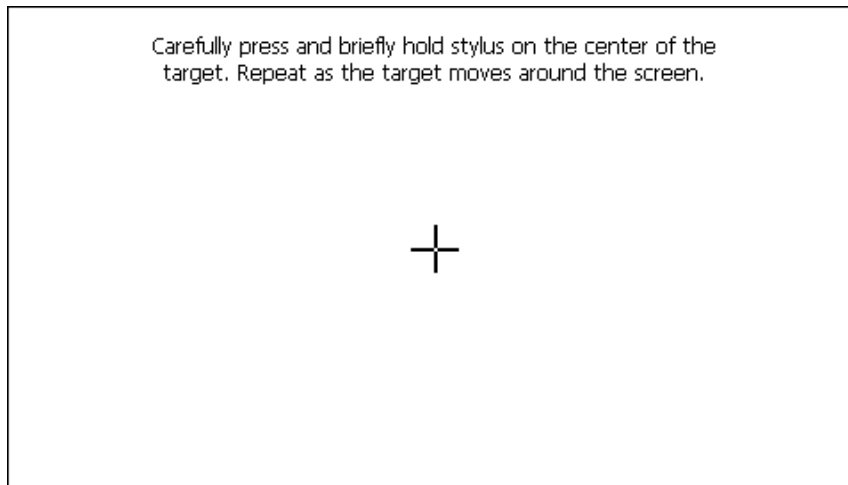 Carefully press and briefly hold stylus on the center of the
target. Repeat as the target moves around the screen.